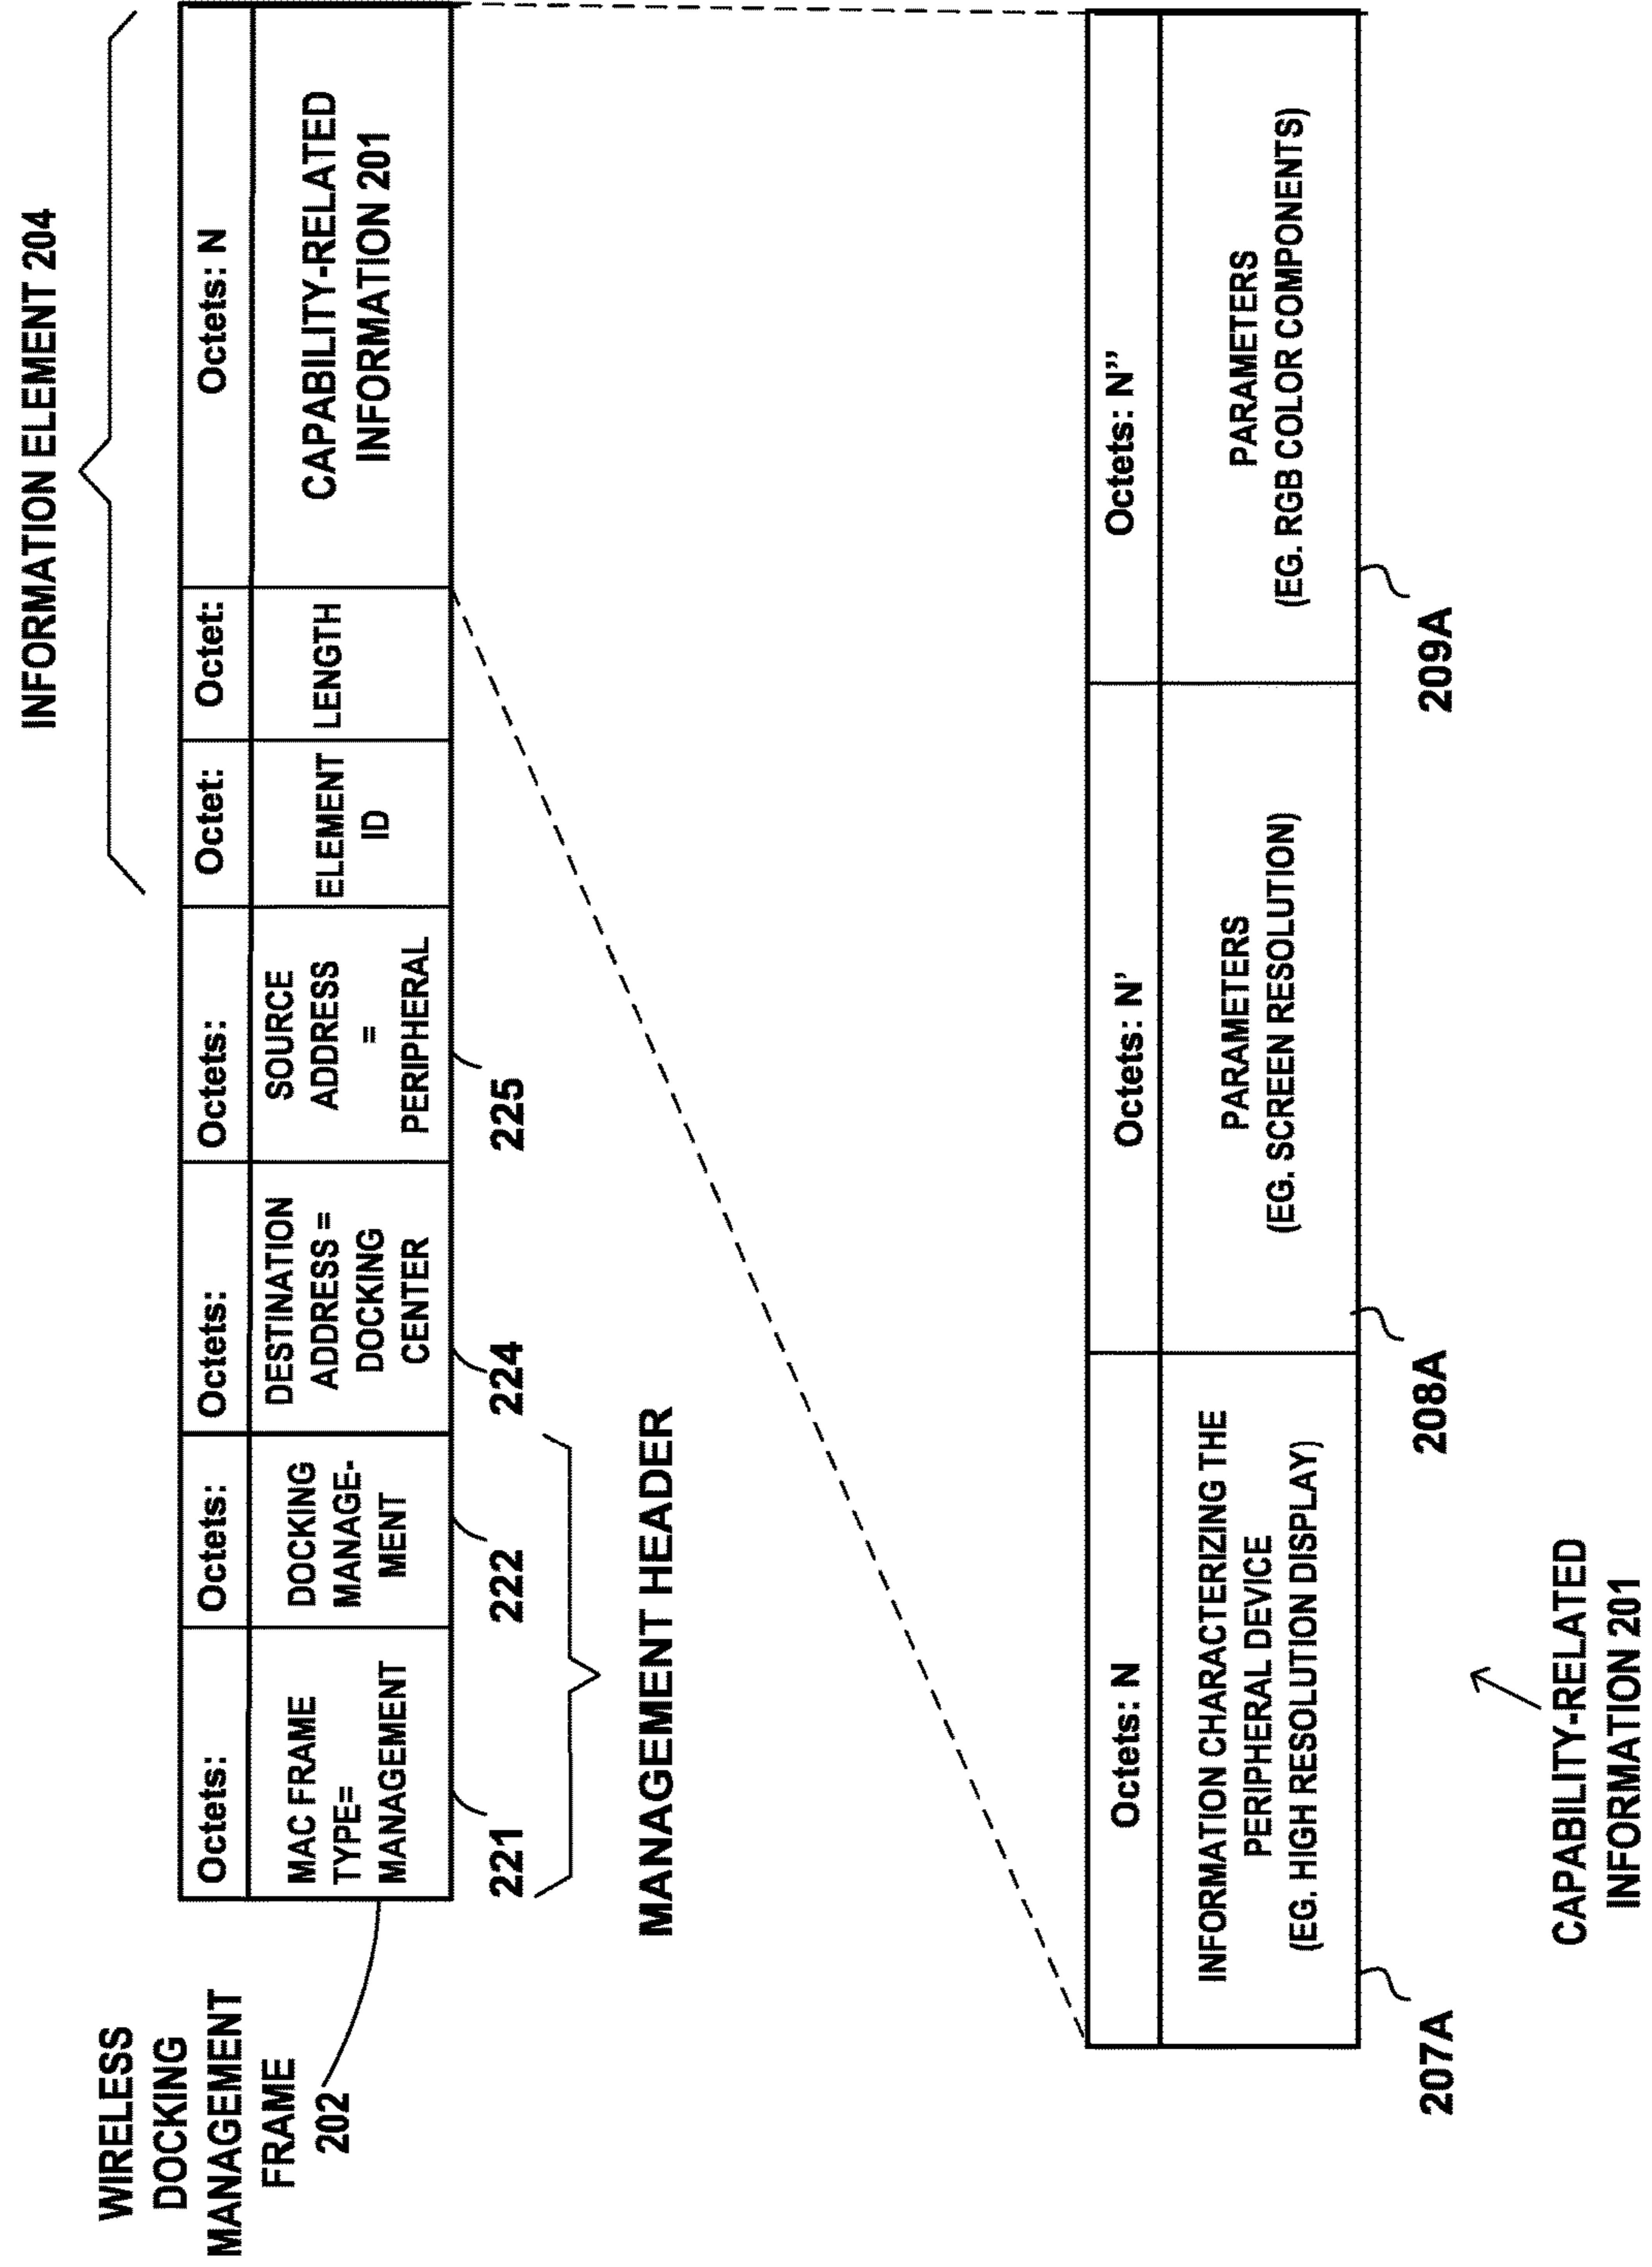 WIRELESS
DOCKING
MANAGEMENT
FRAME
202
INFORMATION ELEMENT 204
Octets:
Octets:
Octets:
Octets:
Octet:
Octet:
Octets: N
MAC FRAME
TYPE=
MANAGEMENT
DOCKING
MANAGE-
MENT
DESTINATION
ADDRESS =
DOCKING
CENTER
SOURCE
ADDRESS
=
PERIPHERAL
ELEMENT
ID
LENGTH
CAPABILITY-RELATED
INFORMATION 201
221
222
224
225
MANAGEMENT HEADER
Octets: N
Octets: N'
Octets: N"
INFORMATION CHARACTERIZING THE
PERIPHERAL DEVICE
(EG. HIGH RESOLUTION DISPLAY)
PARAMETERS
(EG. SCREEN RESOLUTION)
PARAMETERS
(EG. RGB COLOR COMPONENTS)
207A
208A
209A
CAPABILITY-RELATED
INFORMATION 201